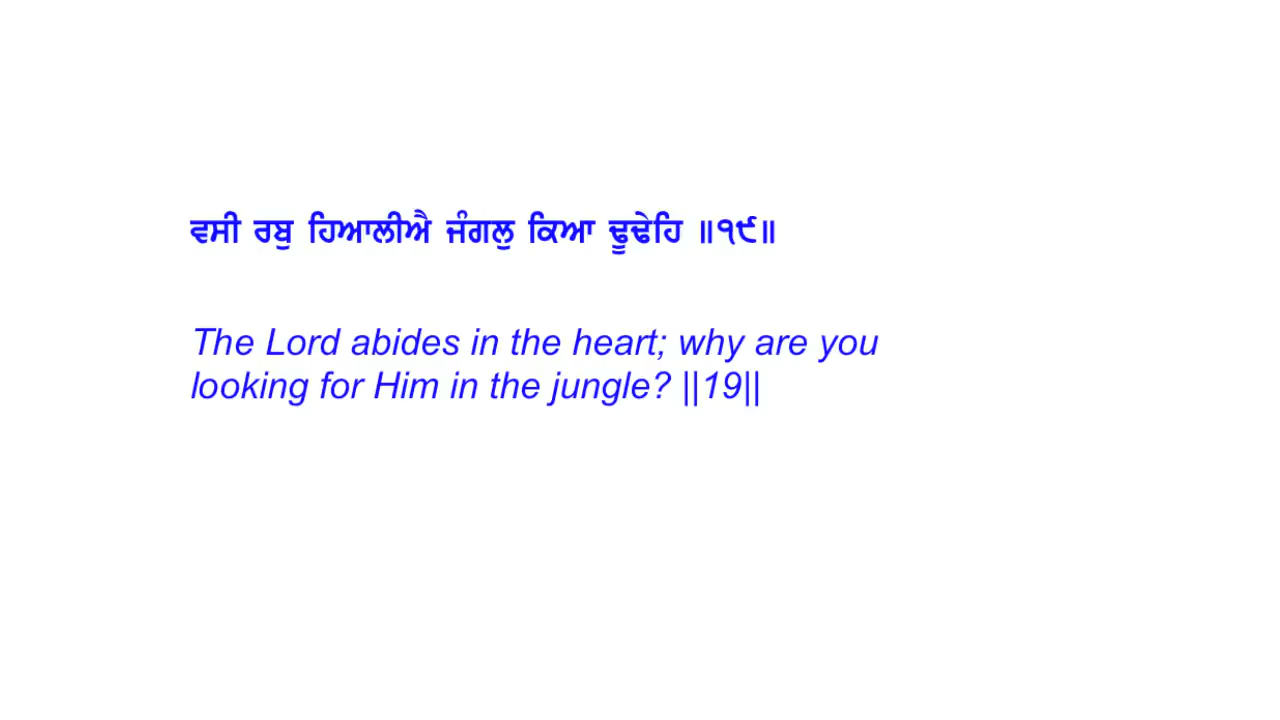 ਵਸੀ ਰਬੁ ਹਿਆਲੀਐ ਜੰਗਲੁ ਕਿਆ ਢੂਢੇਹਿ ॥੧੯॥
The Lord abides in the heart; why are you
looking for Him in the jungle? ||19||